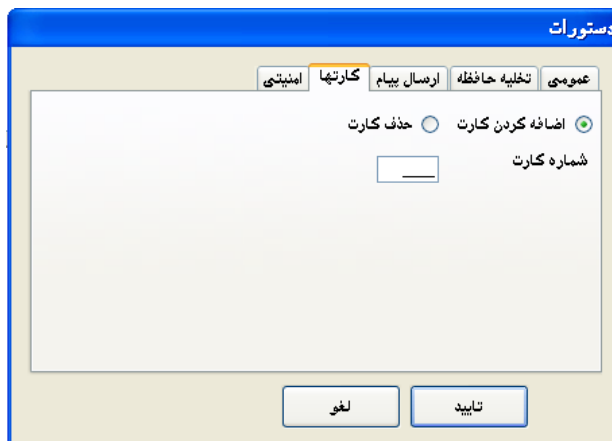 دستورات
عمومی تخلیه حافظه ارسال پیام کارتها امنیتی
اضافه کردن کارت حذف کارت
شماره کارت
تایید لغو